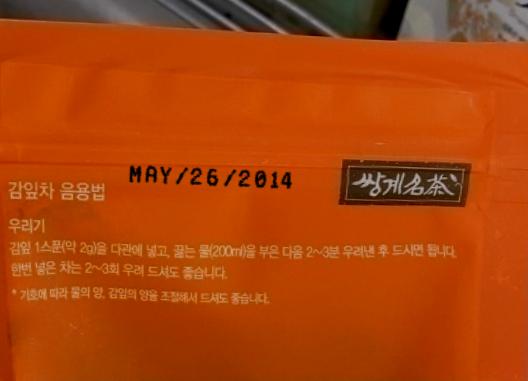 MAY/26/2014
쌍계名茶
감잎차 음용법
우리기
감잎 1스푼(약 2g)을 다관에 넣고, 끓는 물(200ml)을 부은 다음 2~3분 우려낸 후 드시면 됩니다.
한번 넣은 차는 2~3회 우려 드셔도 좋습니다.
* 기호에 따라 물의 양, 감잎의 양을 조절해서 드셔도 좋습니다.